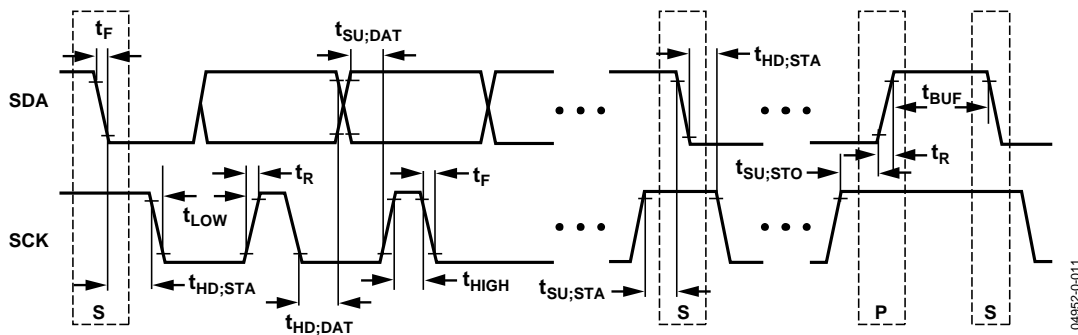 tF
tSU;DAT
tHD;STA
SDA
tBUF
tR
tF
tSU;STO
tR
tLOW
SCK
tHD;STA
tHIGH
tSU;STA
tHD;DAT
S
S
P
S
04952-0-011